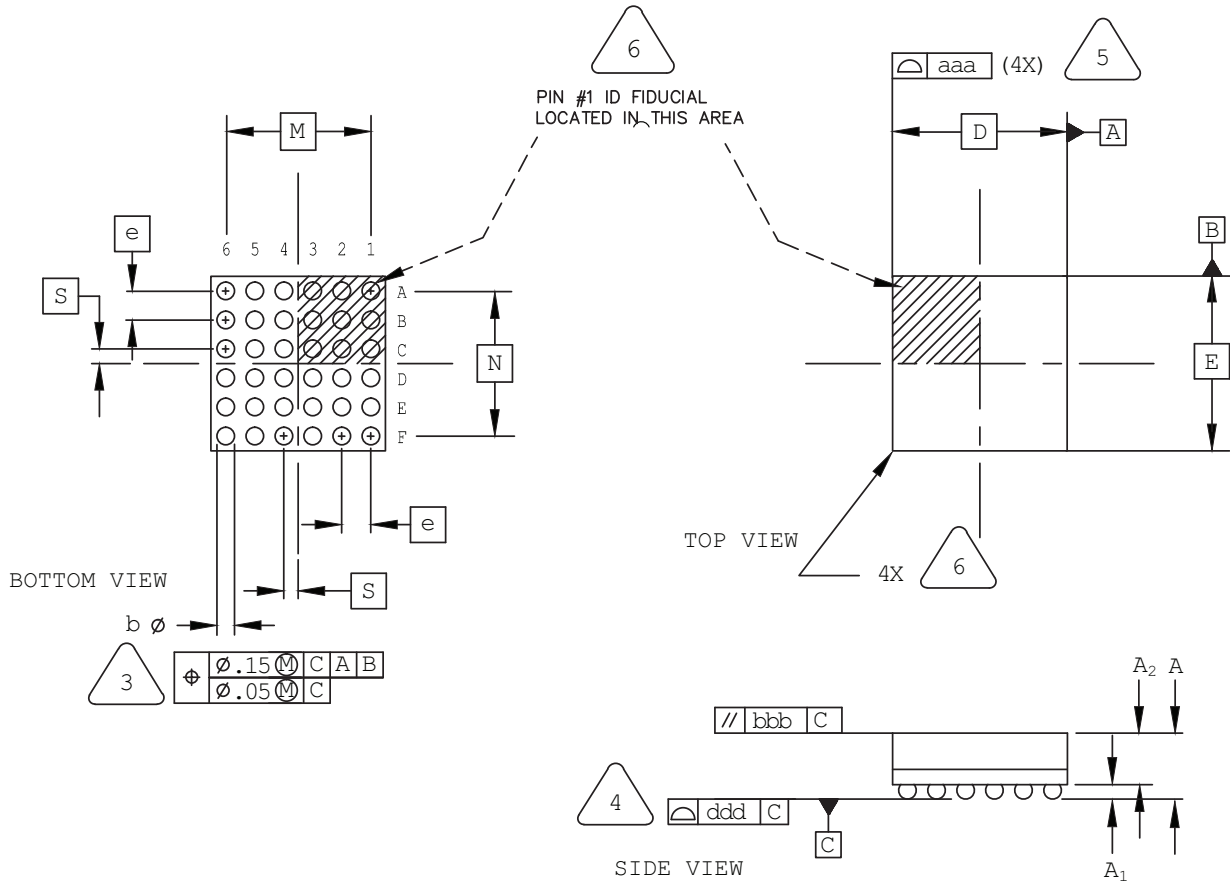 6
5
aaa (4X)
PIN #1 ID FIDUCIAL
LOCATED IN THIS AREA
M
D
A
e
B
6 5 4 3 2 1
S
A
B
C
D
E
F
N
E
e
TOP VIEW
4X
6
BOTTOM VIEW
S
b ø
3
⌖ ø.15 Ⓜ C A B
ø.05 Ⓜ C
A2 A
// bbb C
4
ddd C
C
A1
SIDE VIEW